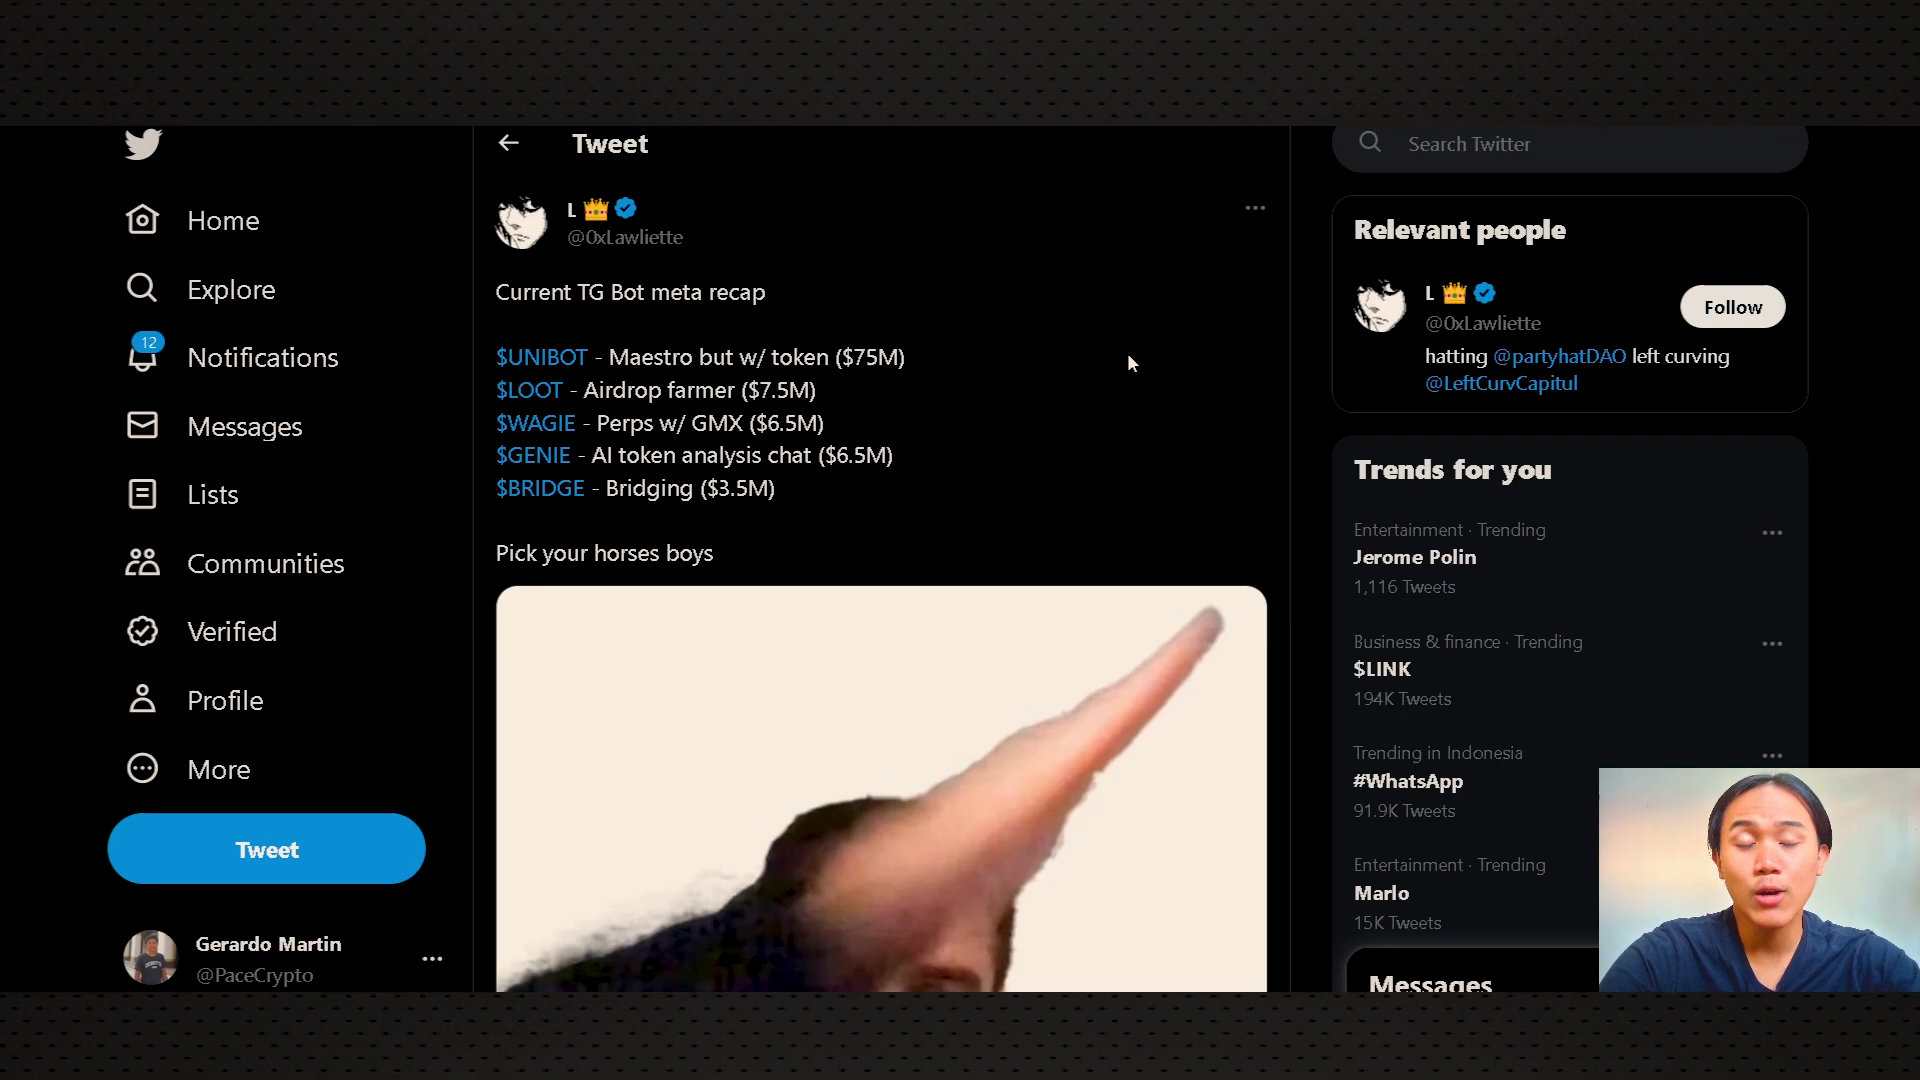 Home
Explore
12
Notifications
Messages
Lists
Communities
Verified
Profile
More
Tweet
Gerardo Martin
@PaceCrypto
Tweet
L
@0xLawliette
Current TG Bot meta recap
$UNIBOT - Maestro but w/ token ($75M)
$LOOT - Airdrop farmer ($7.5M)
$WAGIE - Perps w/ GMX ($6.5M)
$GENIE - AI token analysis chat ($6.5M)
$BRIDGE - Bridging ($3.5M)
Pick your horses boys
Search Twitter
Relevant people
L
@0xLawliette
Follow
hatting @partyhatDAO left curving
@LeftCurvCapitul
Trends for you
Entertainment · Trending
Jerome Polin
1,116 Tweets
Business & finance · Trending
$LINK
194K Tweets
Trending in Indonesia
#WhatsApp
91.9K Tweets
Entertainment · Trending
Marlo
15K Tweets
Messages